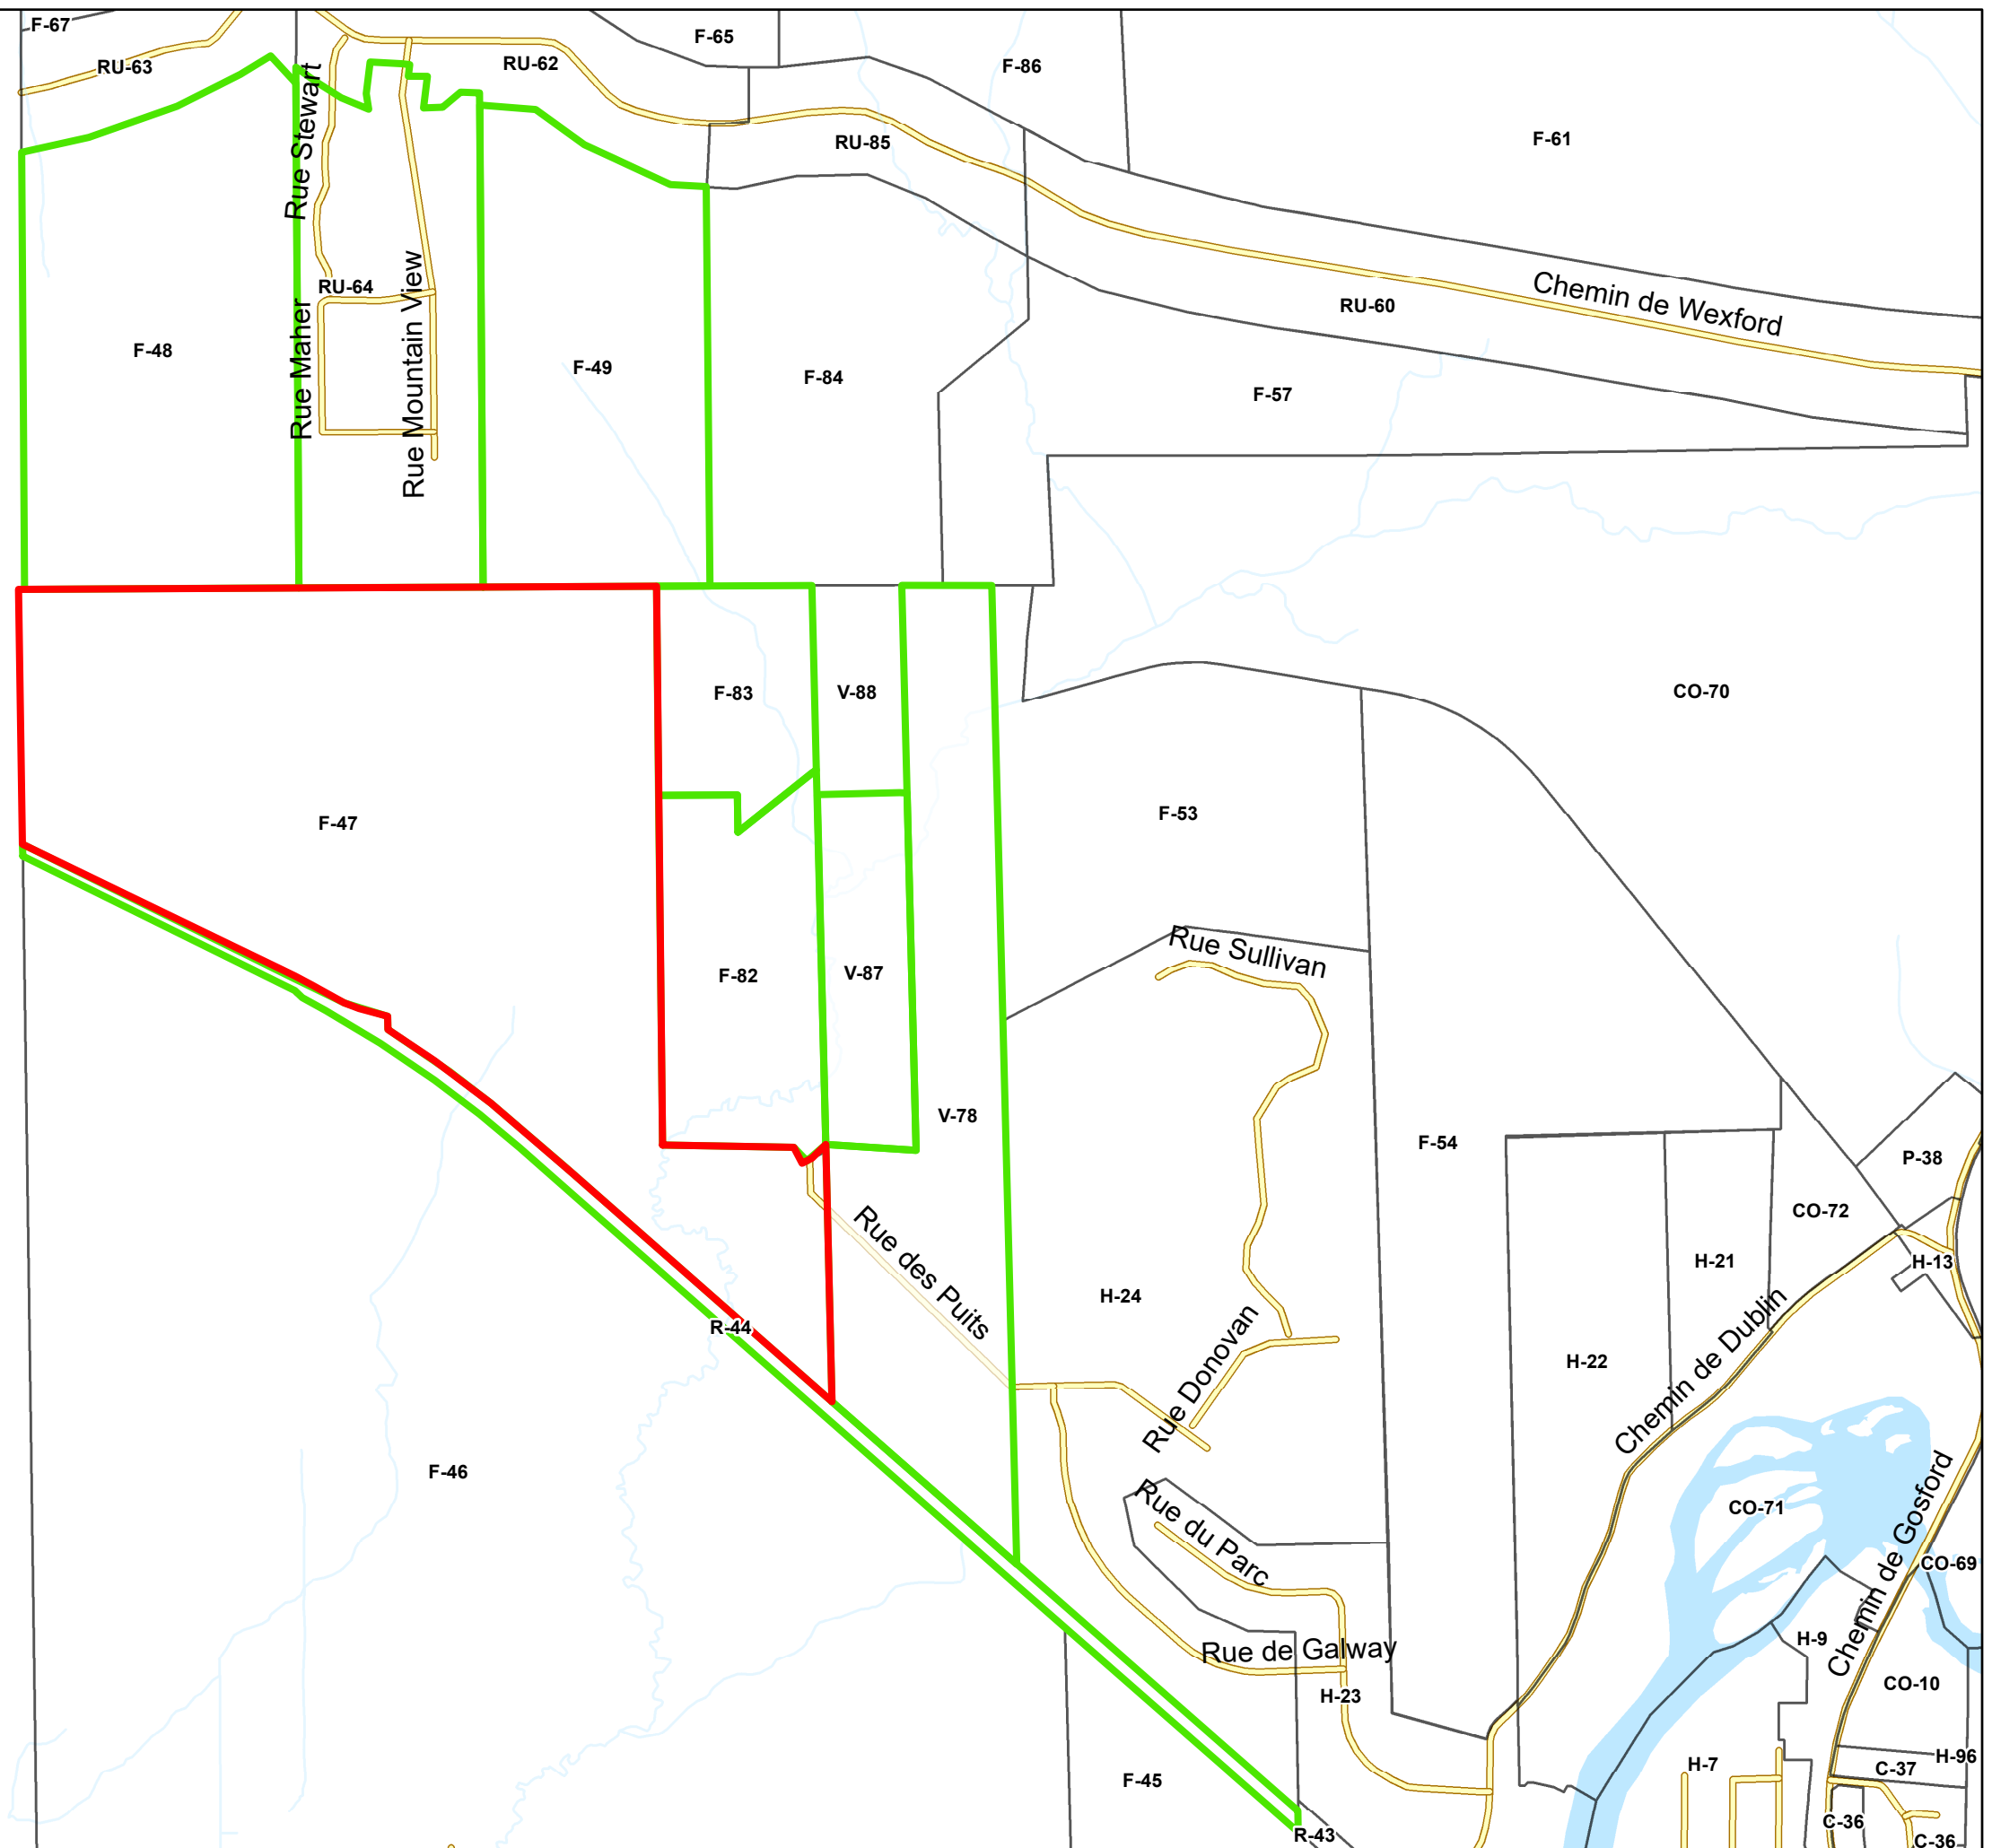 F-67
F-65
RU-63
RU-62
F-86
Rue Stewart
RU-85
F-61
RU-64
Chemin de Wexford
RU-60
Rue Maher
Rue Mountain View
F-48
F-49
F-84
F-57
F-83
V-88
CO-70
F-47
F-53
Rue Sullivan
F-82
V-87
V-78
F-54
P-38
CO-72
Rue des Puits
H-21
H-13
H-24
R-44
Rue Donovan
Chemin de Dublin
H-22
F-46
Rue du Parc
CO-71
Chemin de Gosford
CO-69
Rue de Galway
H-9
H-23
CO-10
H-96
H-7
C-37
F-45
C-36
R-43
C-36